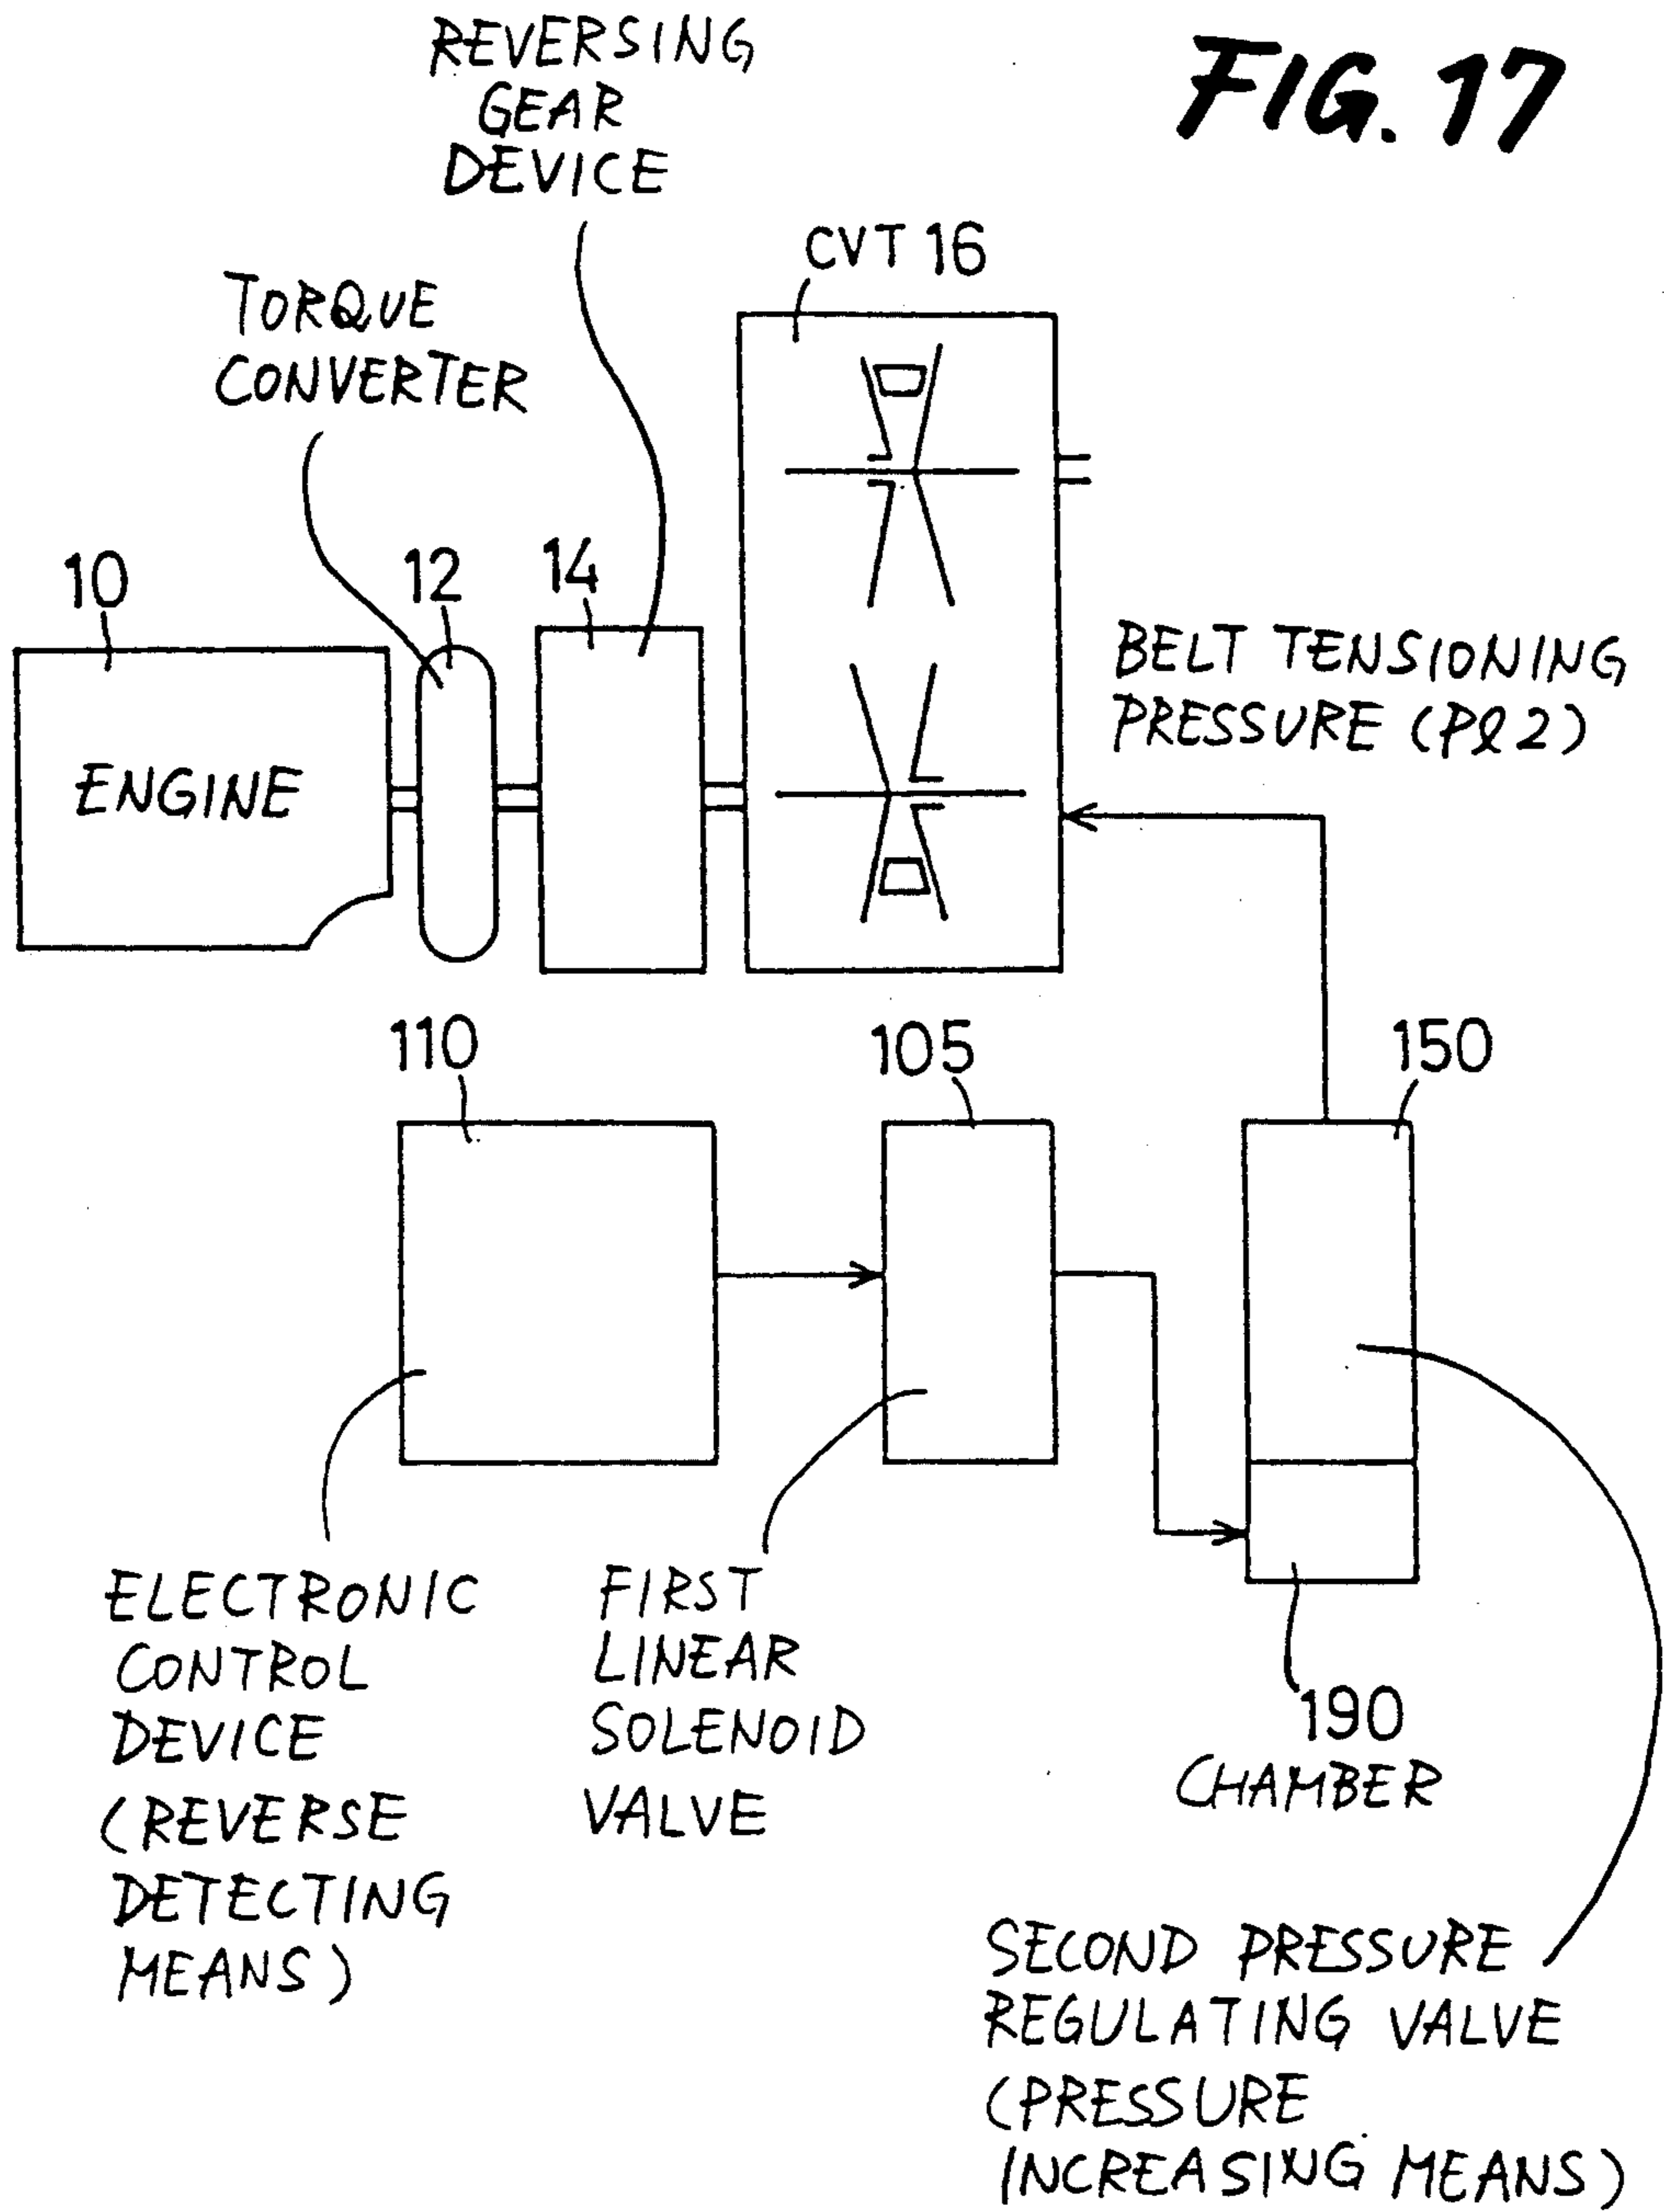 FIG. 17
REVERSING
GEAR
DEVICE
CVT 16
TORQUE
CONVERTER
10
12
14
ENGINE
BELT TENSIONING
PRESSURE (Pℓ2)
110
105
150
ELECTRONIC
CONTROL
DEVICE
(REVERSE
DETECTING
MEANS)
FIRST
LINEAR
SOLENOID
VALVE
190
CHAMBER
SECOND PRESSURE
REGULATING VALVE
(PRESSURE
INCREASING MEANS)